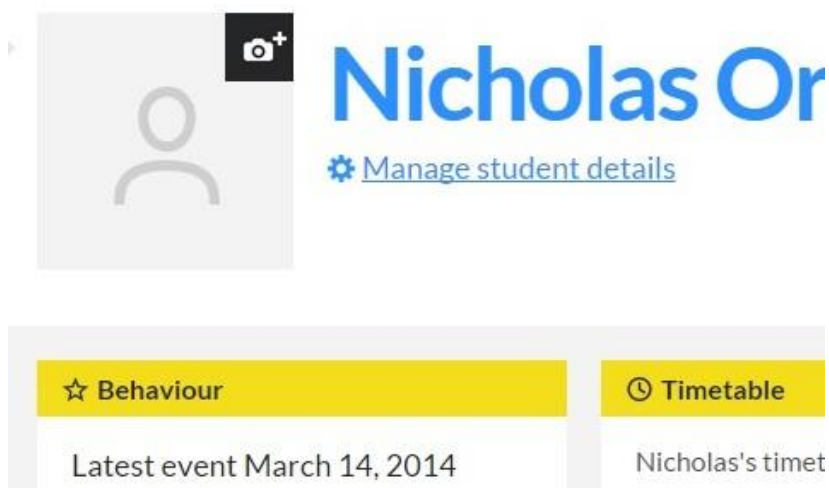 Nicholas Or
Manage student details
Behaviour
Timetable
Latest event March 14, 2014
Nicholas's timet